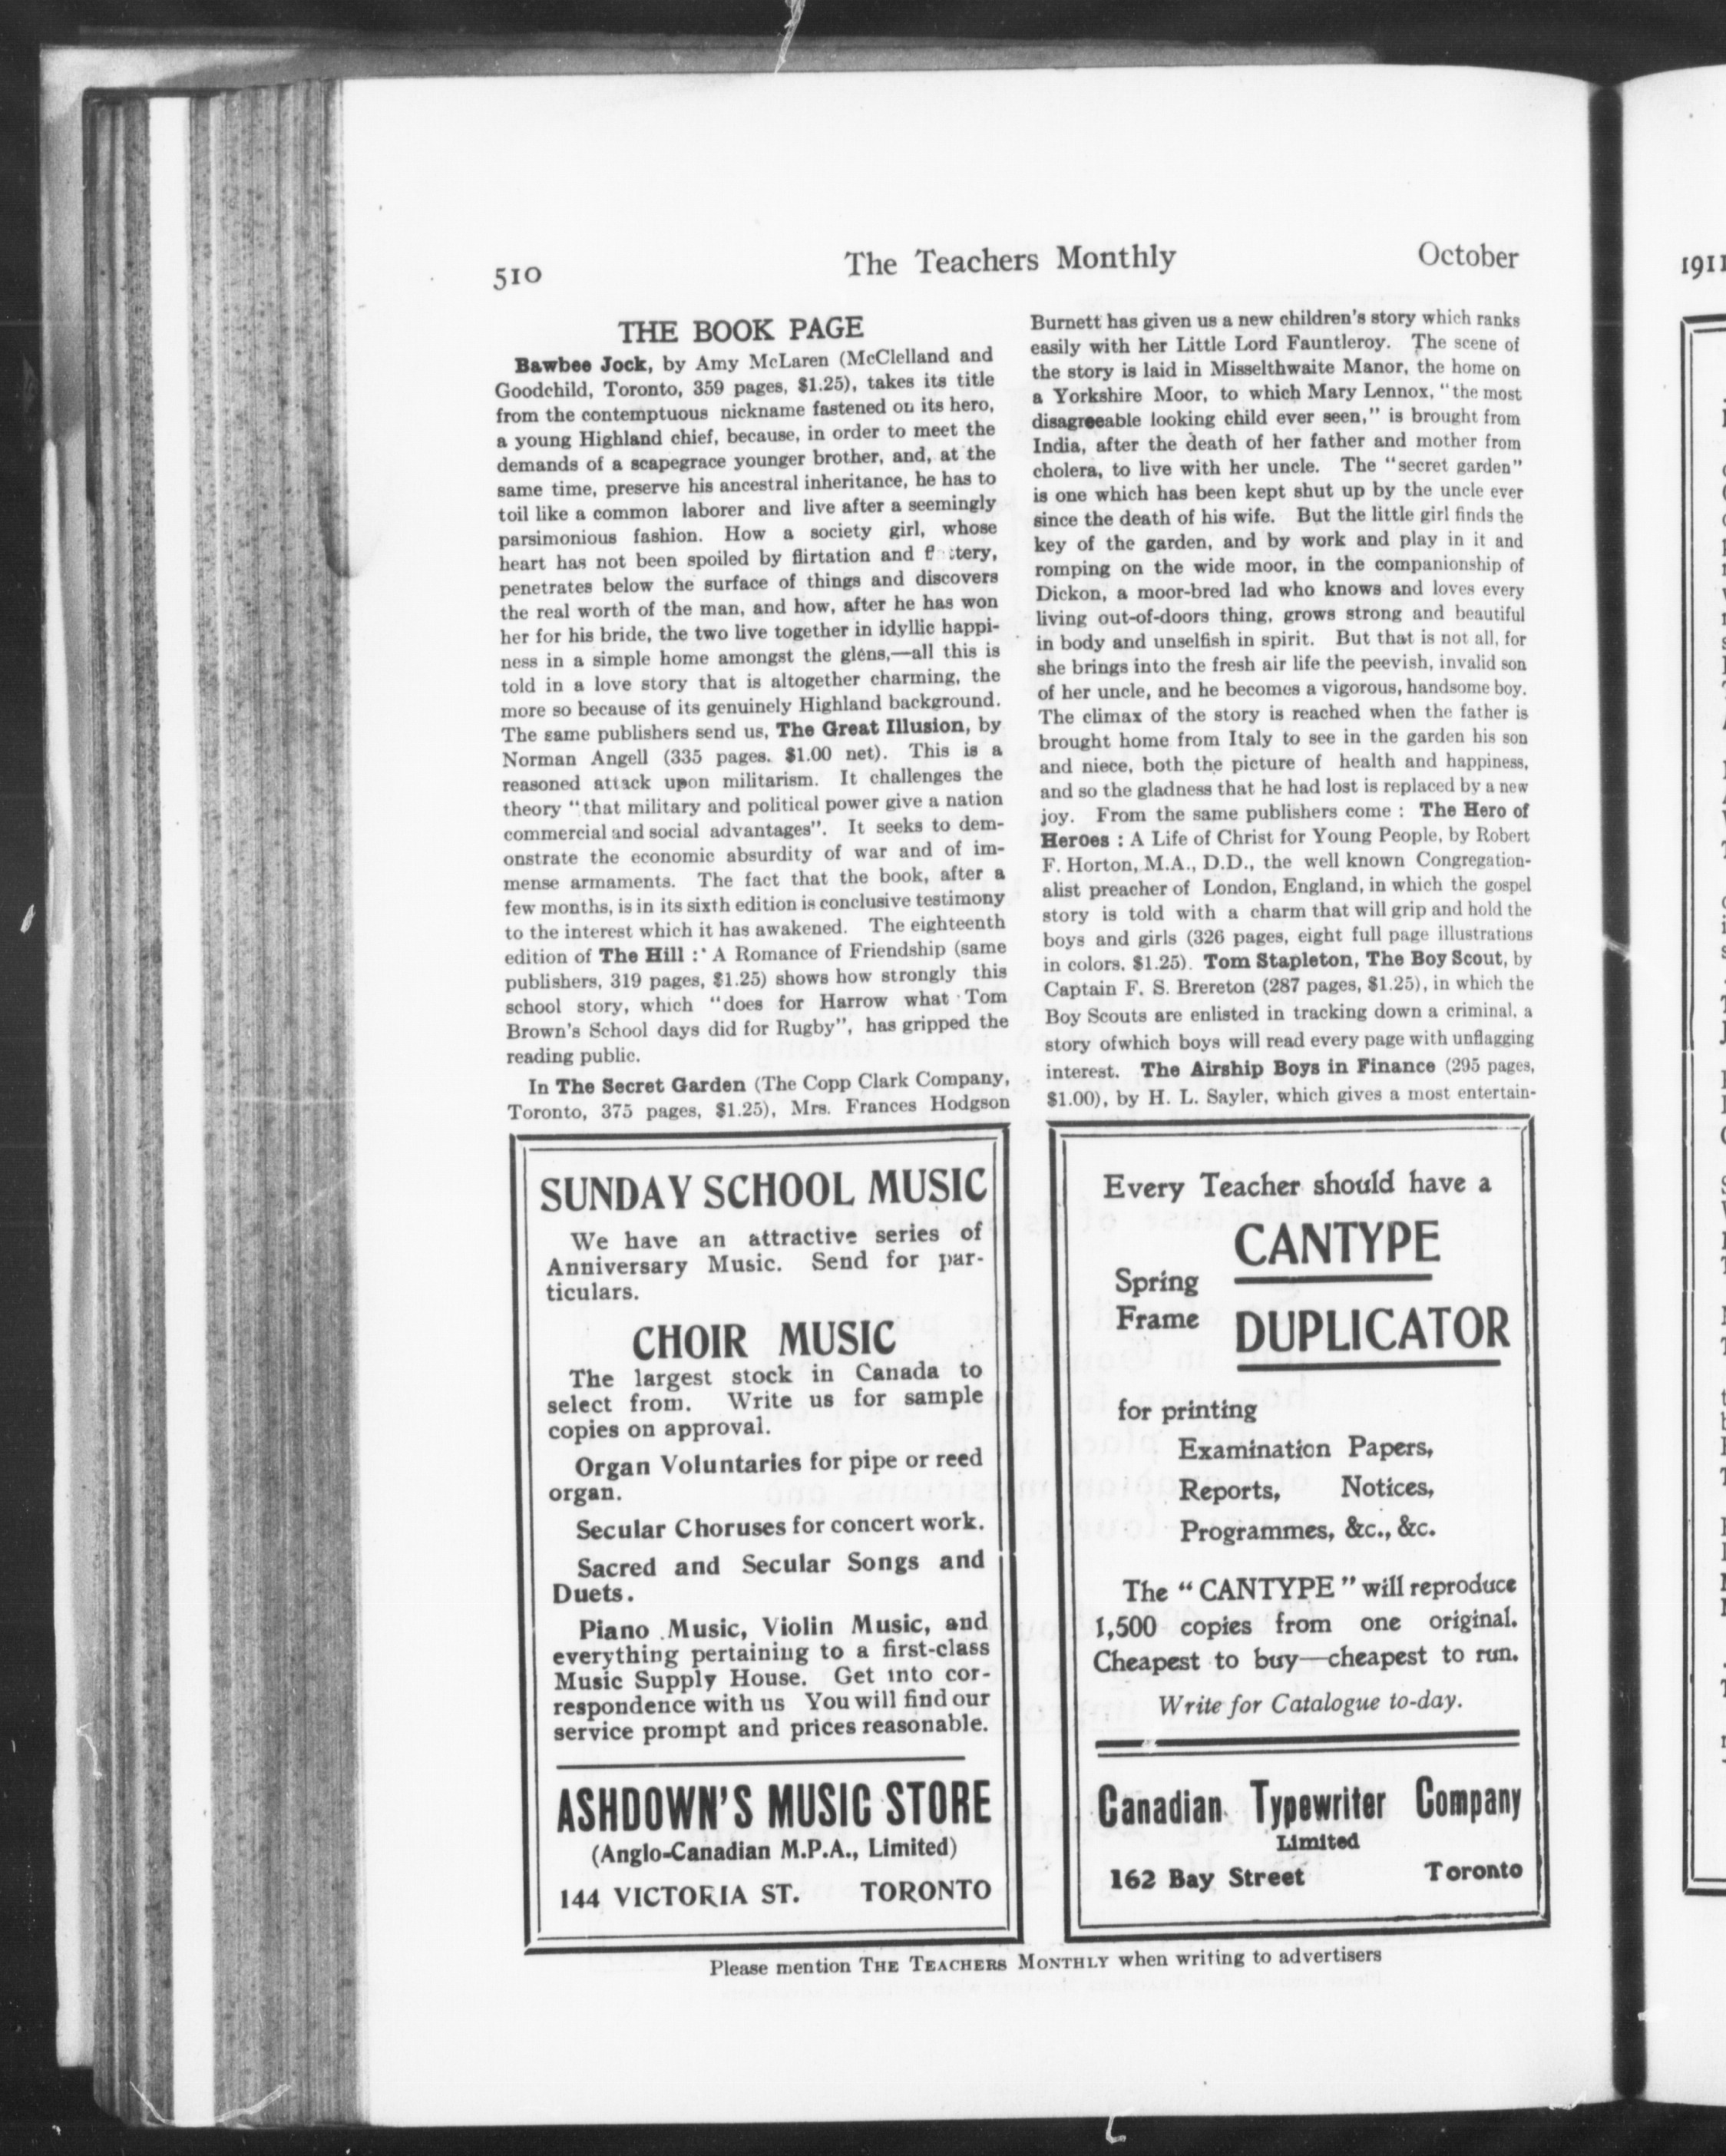 510
The Teachers Monthly
October
THE BOOK PAGE
Bawbee Jock, by Amy McLaren (McClelland and
Goodchild, Toronto, 359 pages, $1.25), takes its title
from the contemptuous nickname fastened on its hero,
a young Highland chief, because, in order to meet the
demands of a scapegrace younger brother, and, at the
same time, preserve his ancestral inheritance, he has to
toil like a common laborer and live after a seemingly
parsimonious fashion. How a society girl, whose
heart has not been spoiled by flirtation and
penetrates below the surface of things and discovers
the real worth of the man, and how, after he has won
her for his bride, the two live together in idyllic happi-
ness in a simple home amongst the glens,—all this is
told in a love story that is altogether charming, the
more so because of its genuinely Highland background.
The same publishers send us, The Great Illusion, by
Norman Angell (335 pages. $1.00 net). This is a
reasoned attack upon militarism. It challenges the
theory "that military and political power give a nation
commercial and social advantages". It seeks to dem-
onstrate the economic absurdity of war and of im-
mense armaments. The fact that the book, after a
few months, is in its sixth edition is conclusive testimony
to the interest which it has awakened. The eighteenth
edition of The Hill : A Romance of Friendship (same
publishers, 319 pages, $1.25) shows how strongly this
school story, which "does for Harrow what Tom
Brown's School days did for Rugby", has gripped the
reading public.
In The Secret Garden (The Copp Clark Company,
Toronto, 375 pages, $1.25), Mrs. Frances Hodgson
Burnett has given us a new children's story which ranks
easily with her Little Lord Fauntleroy. The scene of
the story is laid in Misselthwaite Manor, the home on
a Yorkshire Moor, to which Mary Lennox, "the most
disagreeable looking child ever seen," is brought from
India, after the death of her father and mother from
cholera, to live with her uncle. The "secret garden"
is one which has been kept shut up by the uncle ever
since the death of his wife. But the little girl finds the
key of the garden, and by work and play in it and
romping on the wide moor, in the companionship of
Dickon, a moor-bred lad who knows and loves every
living out-of-doors thing, grows strong and beautiful
in body and unselfish in spirit. But that is not all, for
she brings into the fresh air life the peevish, invalid son
of her uncle, and he becomes a vigorous, handsome boy.
The climax of the story is reached when the father is
brought home from Italy to see in the garden his son
and niece, both the picture of health and happiness,
and so the gladness that he had lost is replaced by a new
joy. From the same publishers come : The Hero of
Heroes : A Life of Christ for Young People, by Robert
F. Horton, M.A., D.D., the well known Congregation-
alist preacher of London, England, in which the gospel
story is told with a charm that will grip and hold the
boys and girls (326 pages, eight full page illustrations
in colors, $1.25). Tom Stapleton, The Boy Scout, by
Captain F. S. Brereton (287 pages, $1.25), in which the
Boy Scouts are enlisted in tracking down a criminal, a
story ofwhich boys will read every page with unflagging
interest. The Airship Boys in Finance (295 pages,
$1.00), by H. L. Sayler, which gives a most entertain-
SUNDAY SCHOOL MUSIC
We have an attractive series of
Anniversary Music. Send for par-
ticulars.
CHOIR MUSIC
The largest stock in Canada to
select from. Write us for sample
copies on approval.
Organ Voluntaries for pipe or reed
organ.
Secular Choruses for concert work.
Sacred and Secular Songs and
Duets.
Piano Music, Violin Music, and
everything pertaining to a first-class
Music Supply House. Get into cor-
respondence with us You will find our
service prompt and prices reasonable.
ASHDOWN'S MUSIC STORE
(Anglo-Canadian M.P.A., Limited)
144 VICTORIA ST. TORONTO
Every Teacher should have a
CANTYPE
Spring
Frame
DUPLICATOR
for printing
Examination Papers,
Reports, Notices,
Programmes, &c., &c.
The "CANTYPE" will reproduce
1,500 copies from one original.
Cheapest to buy—cheapest to run.
Write for Catalogue to-day.
Canadian Typewriter Company
Limited
162 Bay Street Toronto
Please mention THE TEACHERS MONTHLY when writing to advertisers
1911